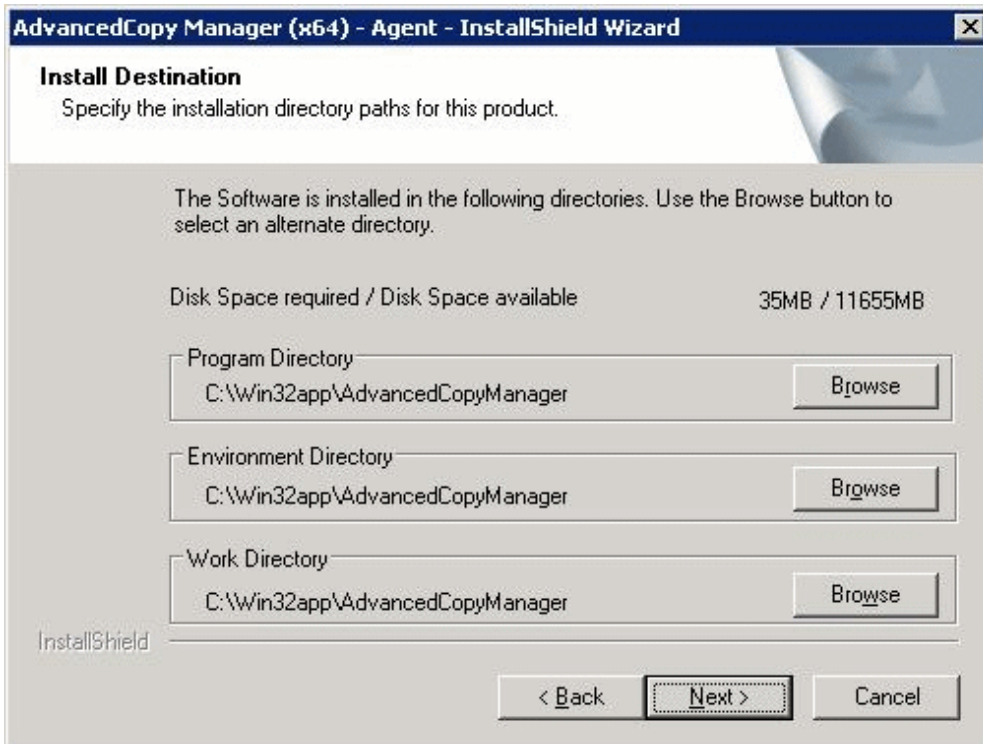 AdvancedCopy Manager (x64) - Agent - InstallShield Wizard
Install Destination
Specify the installation directory paths for this product.
The Software is installed in the following directories. Use the Browse button to
select an alternate directory.
Disk Space required / Disk Space available 35MB / 11655MB
Program Directory
C:\Win32app\AdvancedCopyManager Browse
Environment Directory
C:\Win32app\AdvancedCopyManager Browse
Work Directory
C:\Win32app\AdvancedCopyManager Browse
InstallShield
< Back Next > Cancel